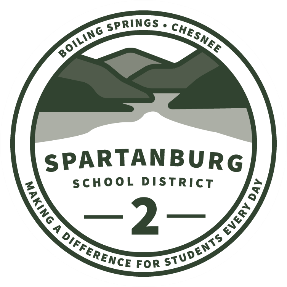 BOILING SPRINGS • CHESNEE
SPARTANBURG
SCHOOL DISTRICT
2
MAKING A DIFFERENCE FOR STUDENTS EVERY DAY